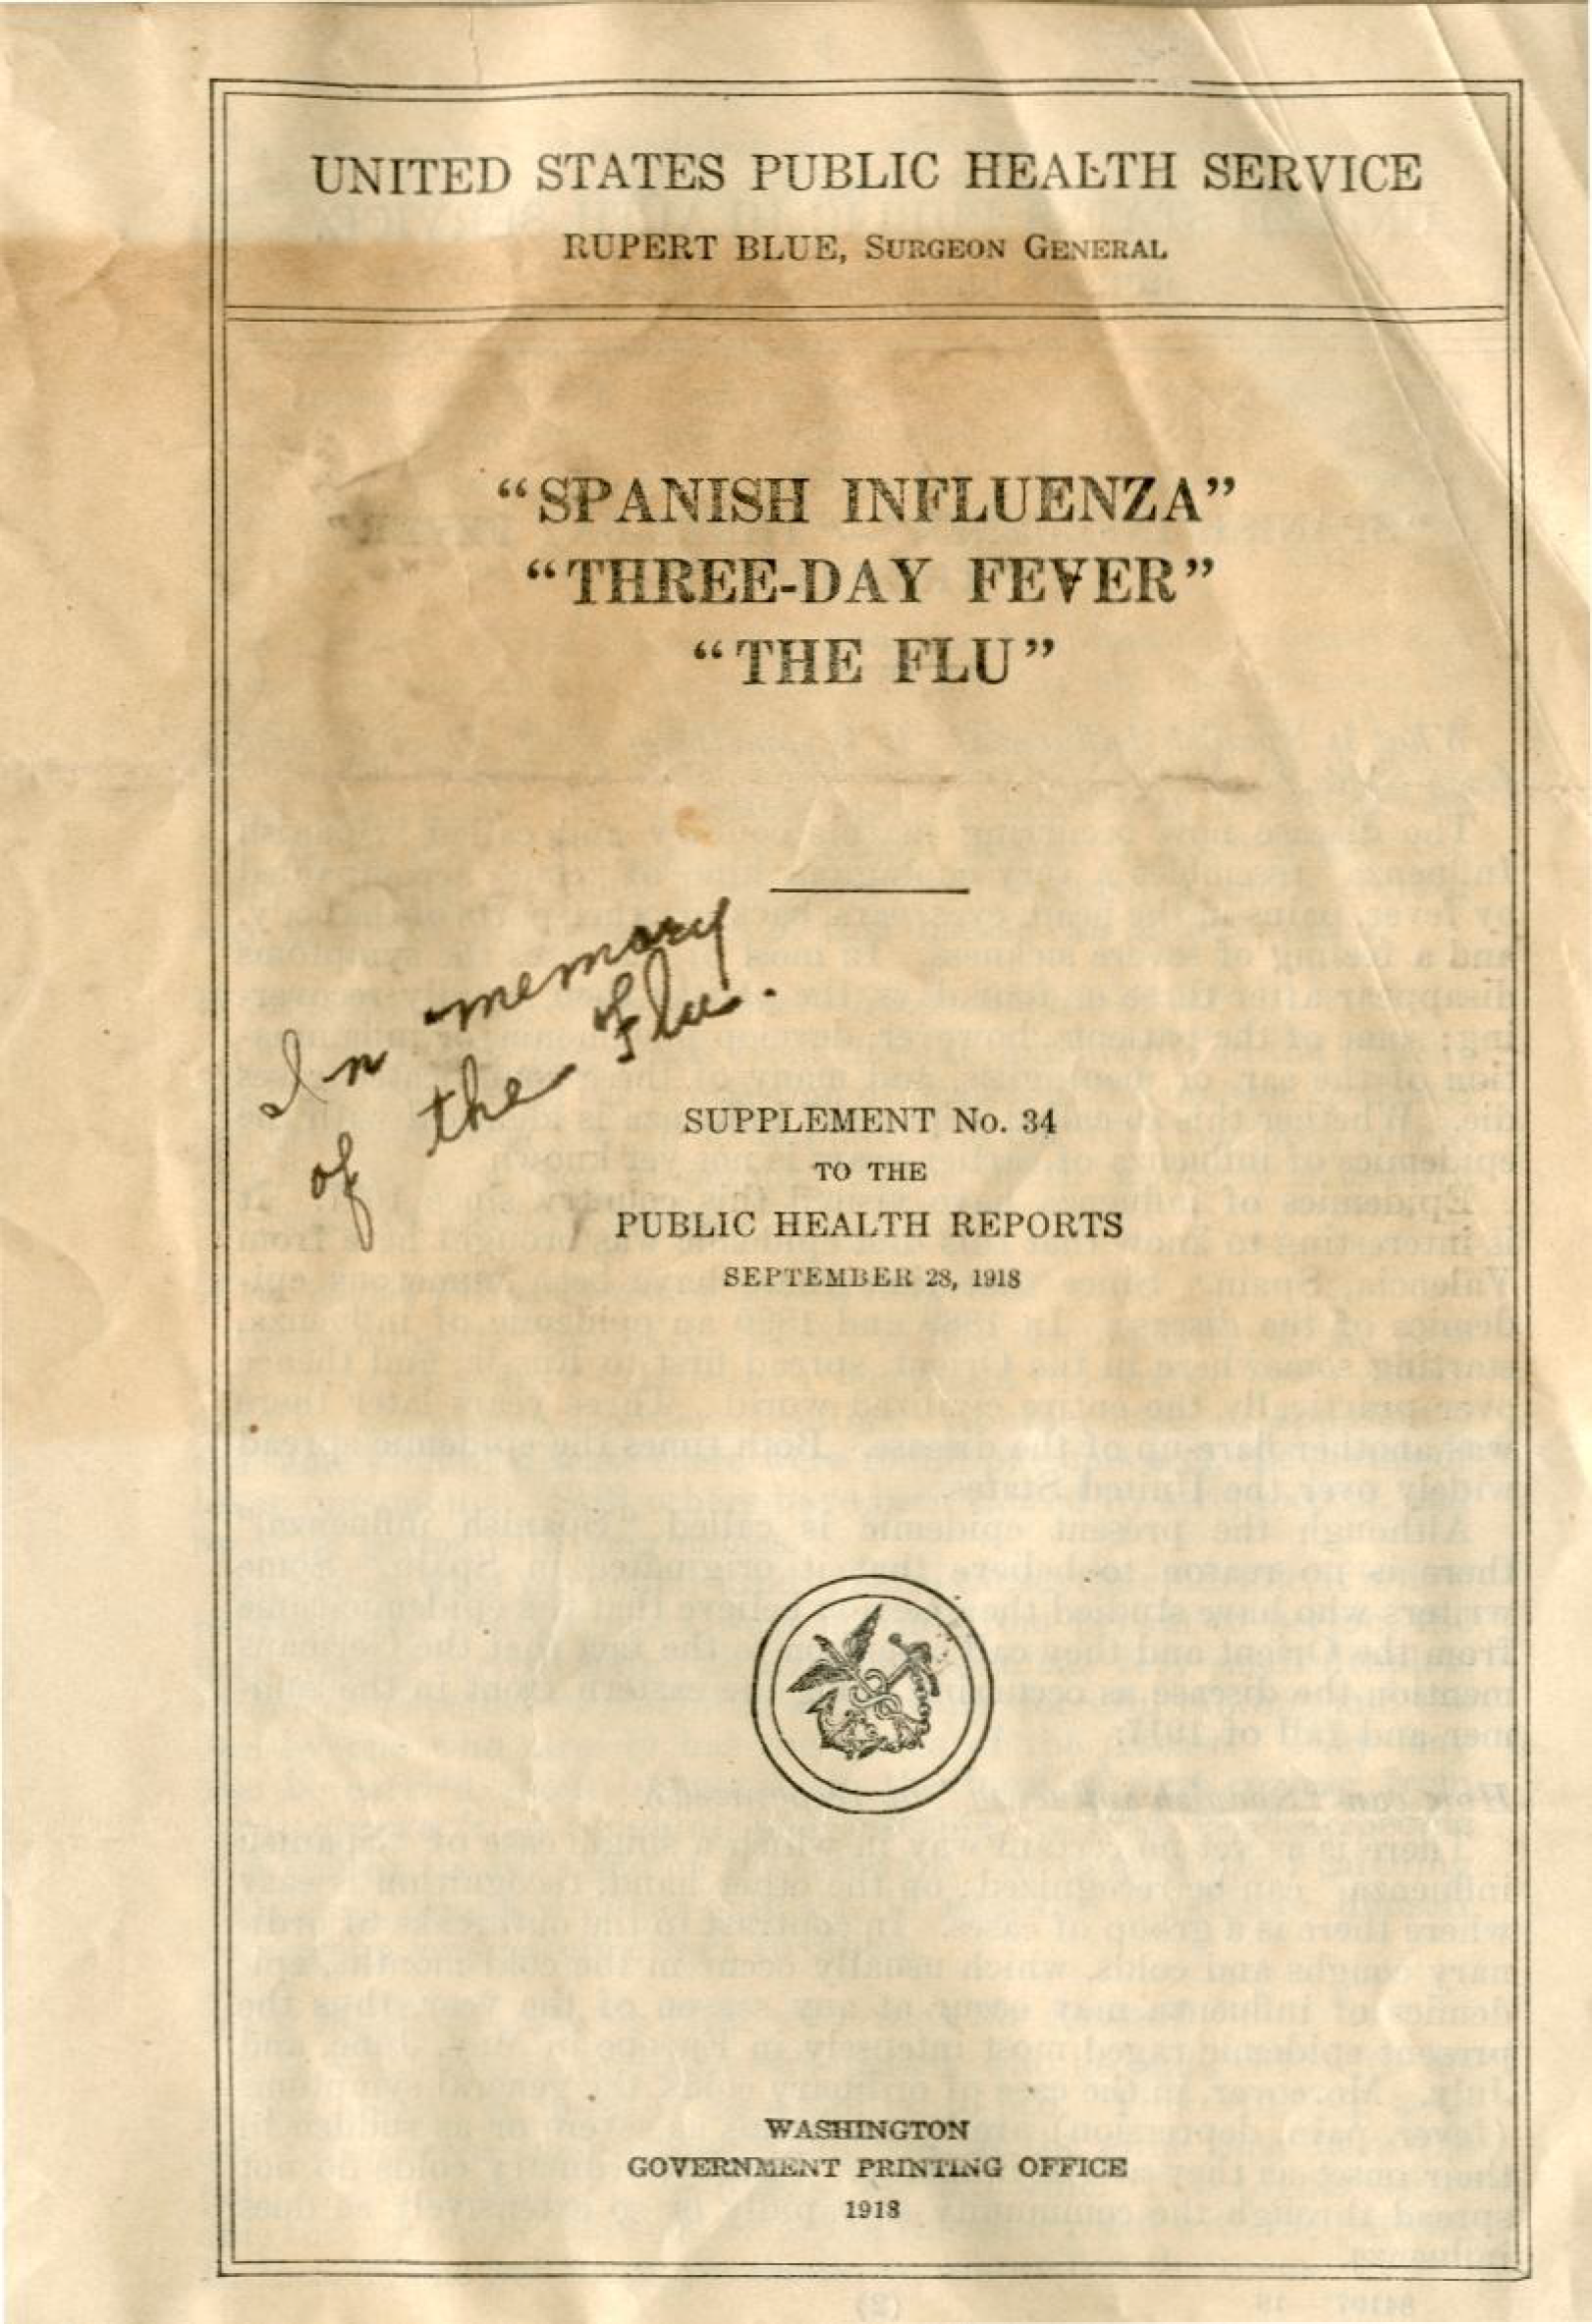 UNITED STATES PUBLIC HEALTH SERVICE
RUPERT BLUE, SURGEON GENERAL
“SPANISH INFLUENZA”
“THREE-DAY FEVER”
“THE FLU”
In memory
of the Flu.
SUPPLEMENT No. 34
TO THE
PUBLIC HEALTH REPORTS
SEPTEMBER 28, 1918
WASHINGTON
GOVERNMENT PRINTING OFFICE
1918